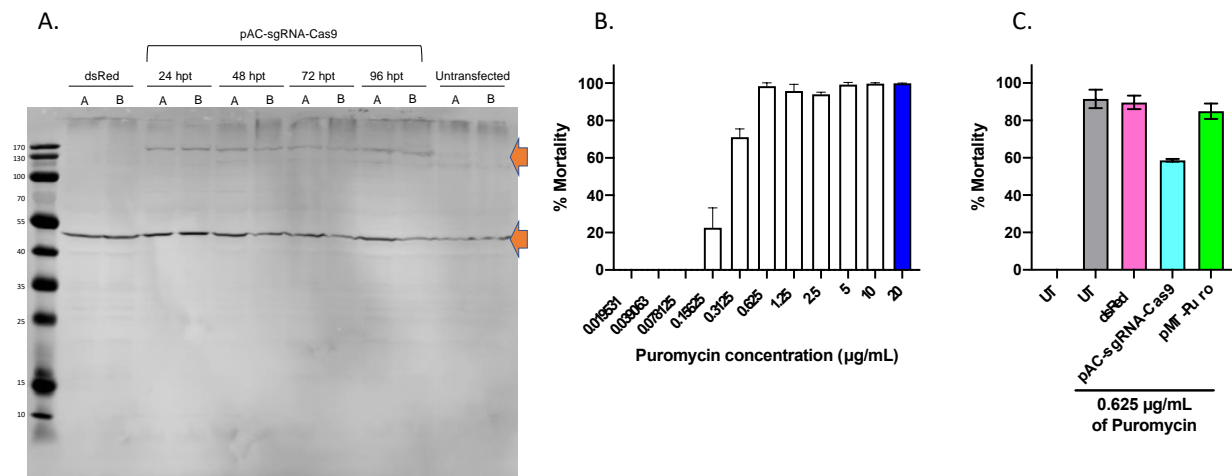 A.
pAC-sgRNA-Cas9
dsRed 24 hpt 48 hpt 72 hpt 96 hpt Untransfected
A B A B A B A B A B A B
170
130
100
70
55
40
35
25
15
10
B.
% Mortality
100
80
60
40
20
0
0.019531 0.039063 0.078125 0.15625 0.3125 0.625 1.25 2.5 5 10 20
Puromycin concentration (µg/mL)
C.
% Mortality
100
80
60
40
20
0
UT UT dsRed pAC-sgRNA-Cas9 pMT-Puro
0.625 µg/mL
of Puromycin